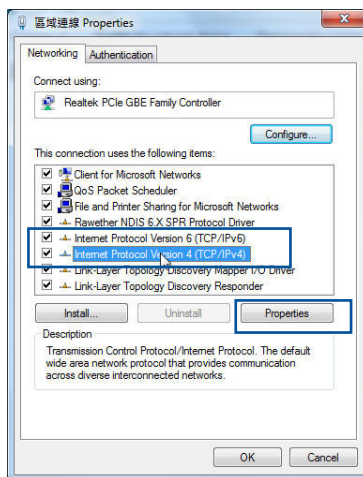 區域連線 Properties
Networking
Authentication
Connect using:
Realtek PCIe GBE Family Controller
Configure...
This connection uses the following items:
Client for Microsoft Networks
QoS Packet Scheduler
File and Printer Sharing for Microsoft Networks
Rawether NDIS 6.X SPR Protocol Driver
Internet Protocol Version 6 (TCP/IPv6)
Internet Protocol Version 4 (TCP/IPv4)
Link-Layer Topology Discovery Mapper I/O Driver
Link-Layer Topology Discovery Responder
Install...
Uninstall
Properties
Description
Transmission Control Protocol/Internet Protocol. The default
wide area network protocol that provides communication
across diverse interconnected networks.
OK
Cancel